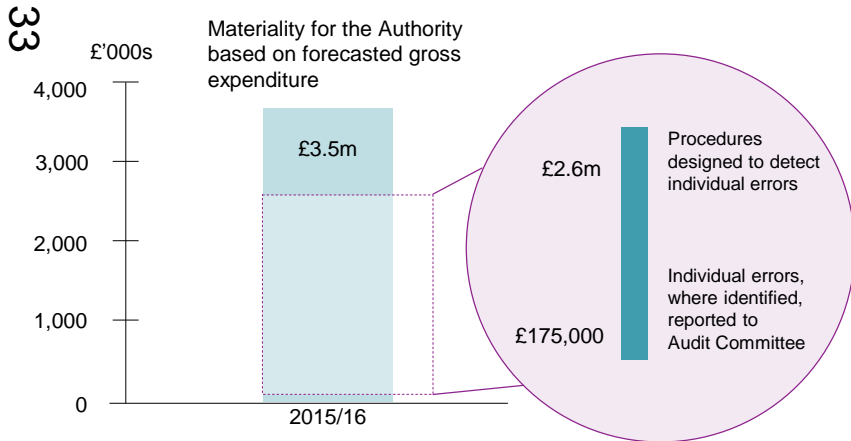 33
Materiality for the Authority
based on forecasted gross
expenditure
£'000s
4,000
3,000
2,000
1,000
0
£3.5m
2015/16
£2.6m
Procedures
designed to detect
individual errors
£175,000
Individual errors,
where identified,
reported to
Audit Committee